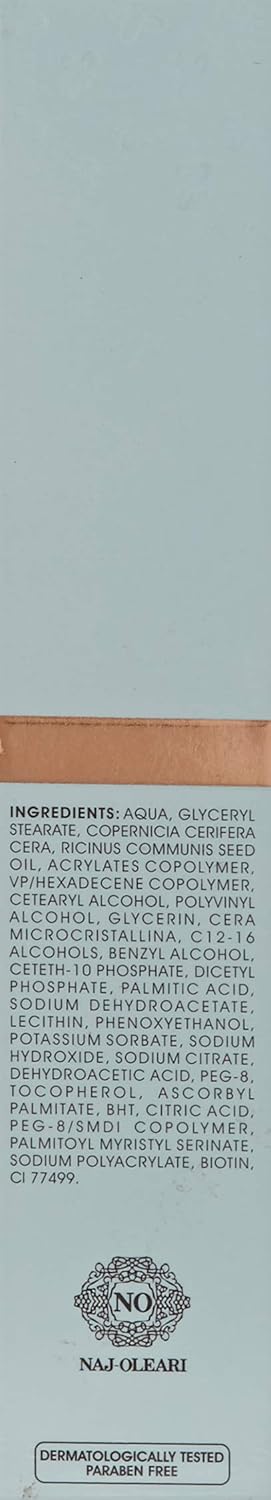 INGREDIENTS: AQUA, GLYCERYL
STEARATE, COPERNICIA CERIFERA
CERA, RICINUS COMMUNIS SEED
OIL, ACRYLATES COPOLYMER,
VP/HEXADECENE COPOLYMER,
CETEARYL ALCOHOL, POLYVINYL
ALCOHOL, GLYCERIN, CERA
MICROCRISTALLINA, C12-16
ALCOHOLS, BENZYL ALCOHOL,
CETETH-10 PHOSPHATE, DICETYL
PHOSPHATE, PALMITIC ACID,
SODIUM DEHYDROACETATE,
LECITHIN, PHENOXYETHANOL,
POTASSIUM SORBATE, SODIUM
HYDROXIDE, SODIUM CITRATE,
DEHYDROACETIC ACID, PEG-8,
TOCOPHEROL, ASCORBYL
PALMITATE, BHT, CITRIC ACID,
PEG-8/SMDI COPOLYMER,
PALMITOYL MYRISTYL SERINATE,
SODIUM POLYACRYLATE, BIOTIN,
CI 77499.
NO
NAJ-OLEARI
DERMATOLOGICALLY TESTED
PARABEN FREE